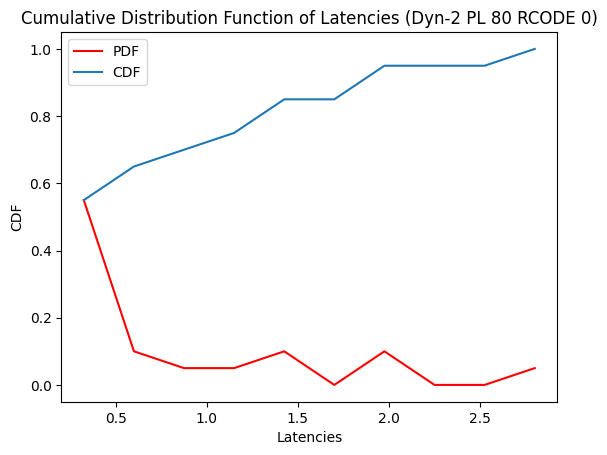 Cumulative Distribution Function of Latencies (Dyn-2 PL 80 RCODE 0)
PDF
CDF
CDF
1.0
0.8
0.6
0.4
0.2
0.0
0.5
1.0
1.5
2.0
2.5
Latencies